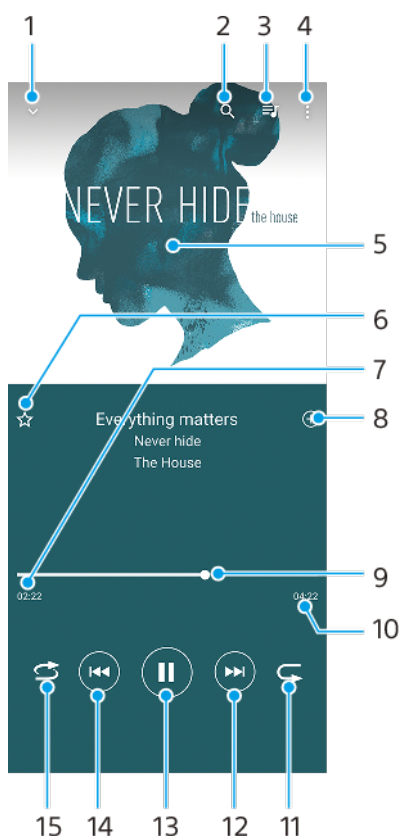 1 2 3 4
NEVER HIDE the house
5
6
7
Everything matters
8
Never hide
The House
9
02:22 04:22
10
15 14 13 12 11